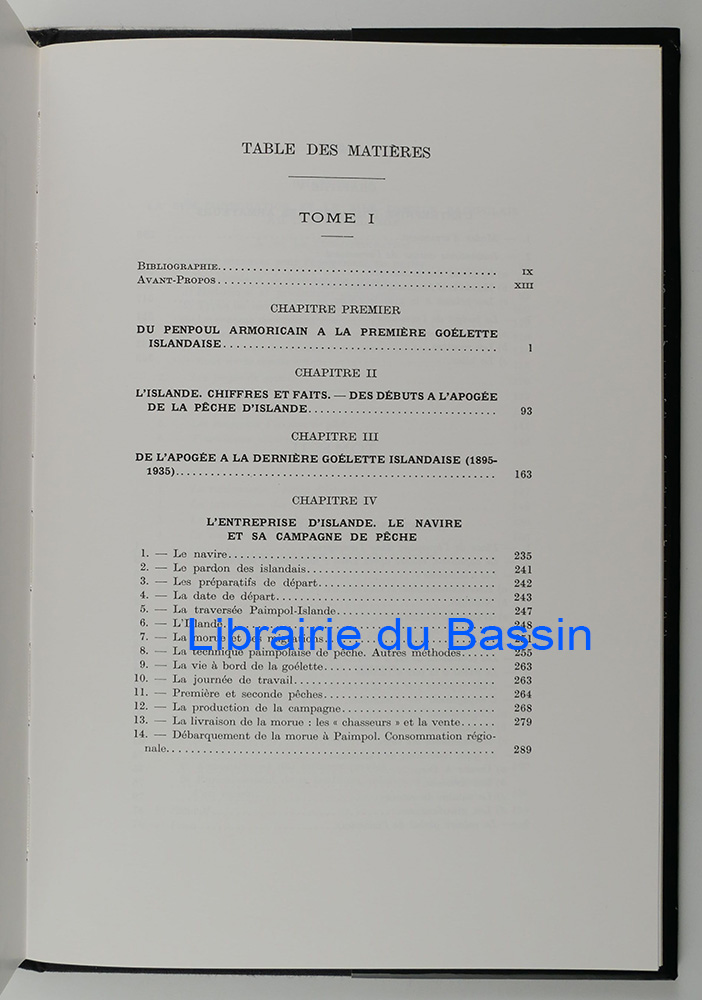 TABLE DES MATIÈRES
TOME I
BIBLIOGRAPHIE.................................................. IX
AVANT-PROPOS.................................................. XIII
CHAPITRE PREMIER
DU PENPOUL ARMORICAIN A LA PREMIÈRE GOÉLETTE
ISLANDAISE.................................................. 1
CHAPITRE II
L'ISLANDE. CHIFFRES ET FAITS. — DES DÉBUTS A L'APOGÉE
DE LA PÊCHE D'ISLANDE.................................. 93
CHAPITRE III
DE L'APOGÉE A LA DERNIÈRE GOÉLETTE ISLANDAISE (1895-
1935).......................................................... 163
CHAPITRE IV
L'ENTREPRISE D'ISLANDE. LE NAVIRE
ET SA CAMPAGNE DE PÊCHE
1. — Le navire.................................................. 235
2. — Le pardon des islandais.................................. 241
3. — Les préparatifs de départ................................ 242
4. — La date de départ........................................ 243
5. — La traversée Paimpol-Islande............................ 247
6. — 248
7. — La morue et migrations
Librairie du Bassin
8. — La technique paimpolaise de pêche. Autres méthodes...... 255
9. — La vie à bord de la goélette.............................. 263
10. — La journée de travail.................................... 263
11. — Première et seconde pêches.............................. 264
12. — La production de la campagne............................ 268
13. — La livraison de la morue : les « chasseurs » et la vente...... 279
14. — Débarquement de la morue à Paimpol. Consommation régio-
nale.......................................................... 289